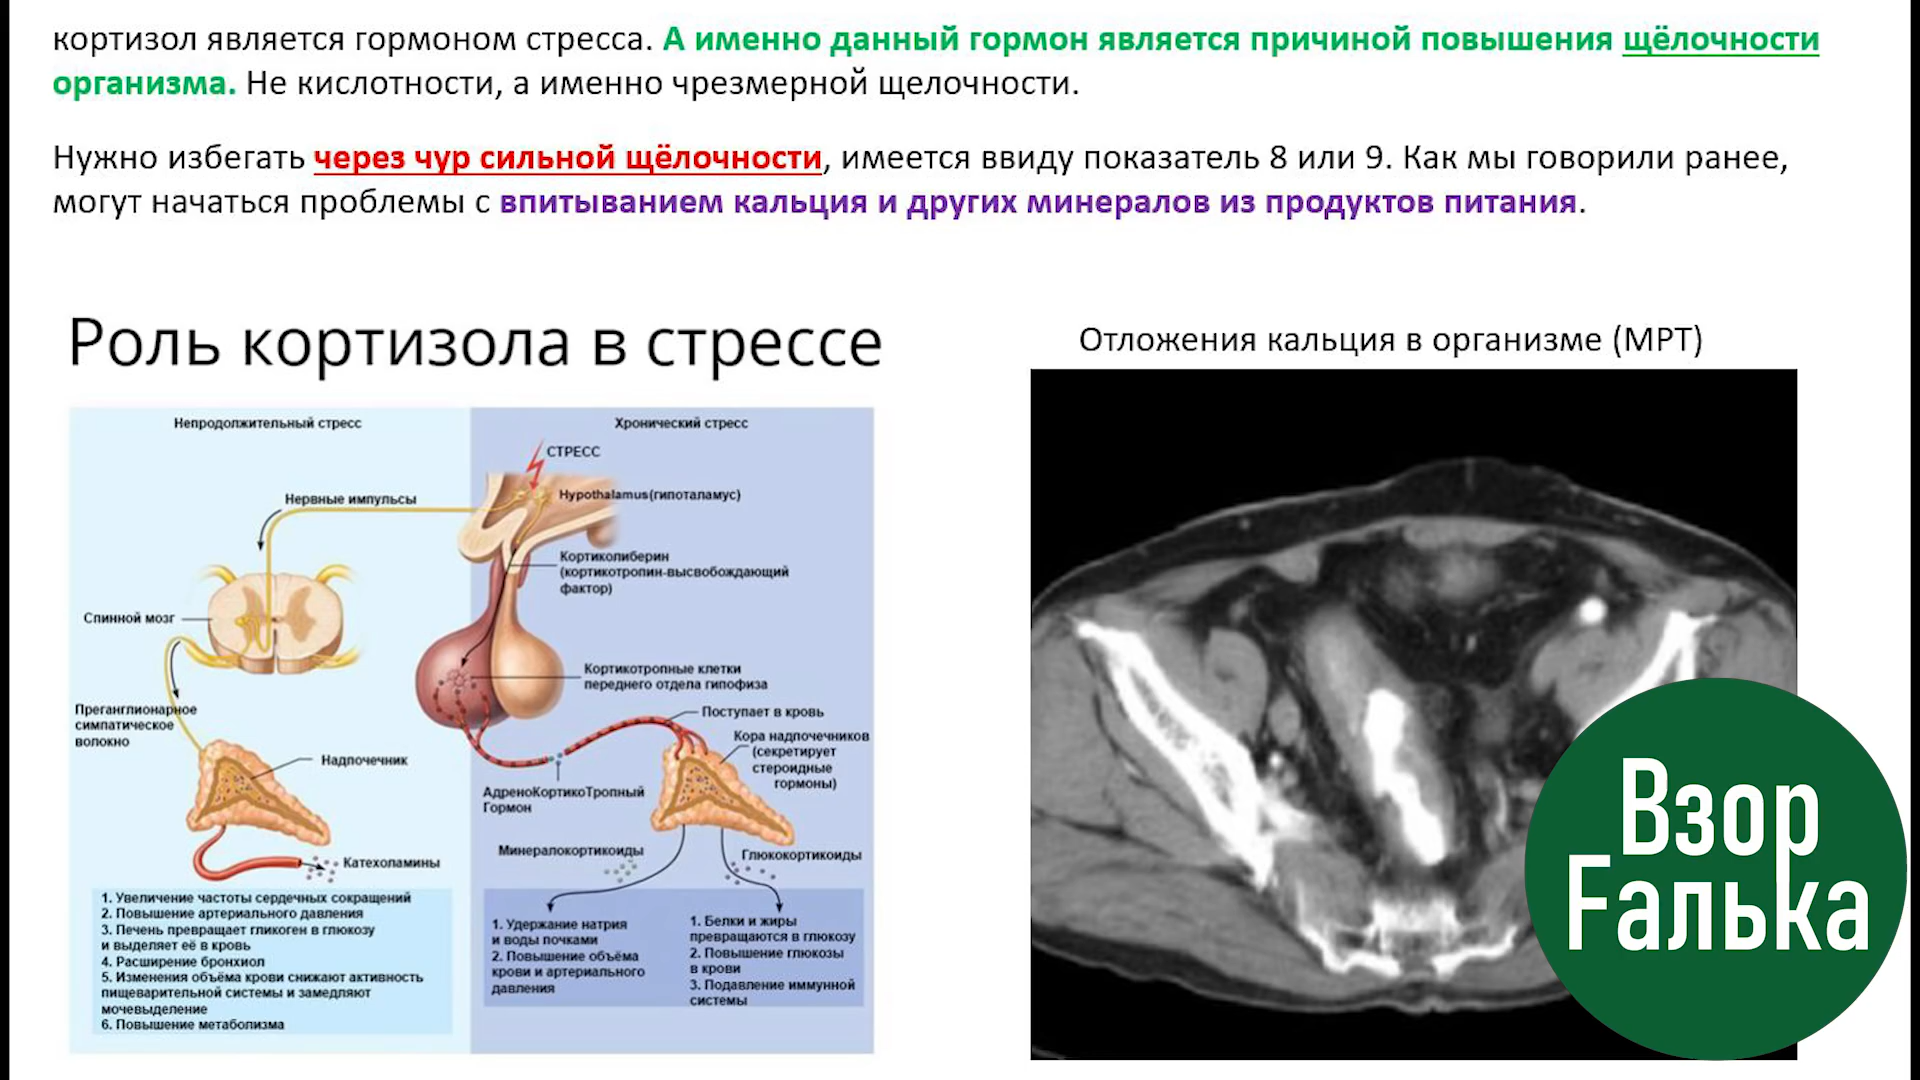 кортизол является гормоном стресса. А именно данный гормон является причиной повышения щёлочности
организма. Не кислотности, а именно чрезмерной щелочности.
Нужно избегать через чур сильной щёлочности, имеется ввиду показатель 8 или 9. Как мы говорили ранее,
могут начаться проблемы с впитыванием кальция и других минералов из продуктов питания.
Роль кортизола в стрессе
Непродолжительный стресс
Хронический стресс
СТРЕСС
Нервные импульсы
Hypothalamus(гипоталамус)
Кортиколиберин
(кортикотропин-высвобождающий
фактор)
Спинной мозг
Кортикотропные клетки
переднего отдела гипофиза
Преганглионарное
симпатическое
волокно
Поступает в кровь
Надпочечник
Кора надпочечников
(секретирует
стероидные
гормоны)
АдреноКортикоТропный
Гормон
Катехоламины
Минералокортикоиды
Глюкокортикоиды
1. Увеличение частоты сердечных сокращений
2. Повышение артериального давления
3. Печень превращает гликоген в глюкозу
и выделяет её в кровь
4. Расширение бронхиол
5. Изменения объёма крови снижают активность
пищеварительной системы и замедляют
мочевыделение
6. Повышение метаболизма
1. Удержание натрия
и воды почками
2. Повышение объёма
крови и артериального
давления
1. Белки и жиры
превращаются в глюкозу
2. Повышение глюкозы
в крови
3. Подавление иммунной
системы
Отложения кальция в организме (МРТ)
Взор
Fалька